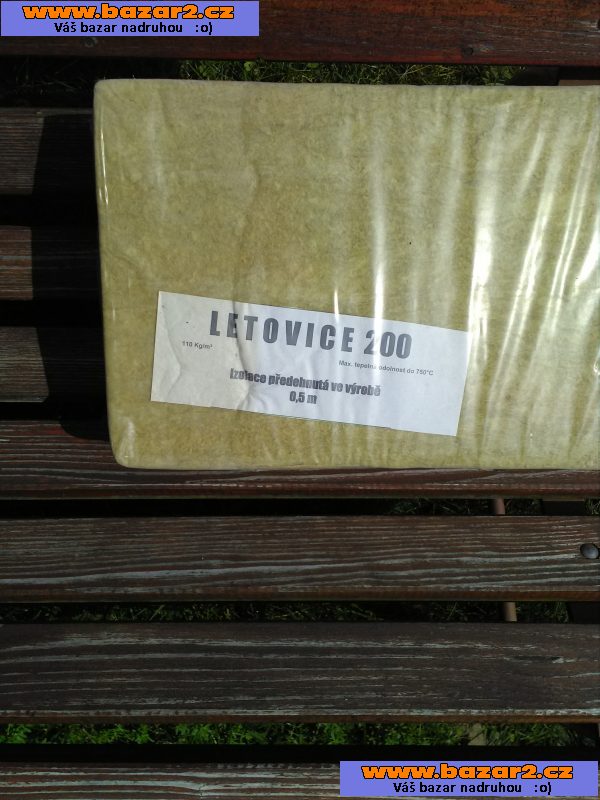 www.bazar2.cz
Váš bazar nadruhou :o)
LETOVICE 200
110 Kg/m³
Max. tepelná odolnost do 750°C
Izolace předehnutá ve výrobě
0,5 m
www.bazar2.cz
Váš bazar nadruhou :o)